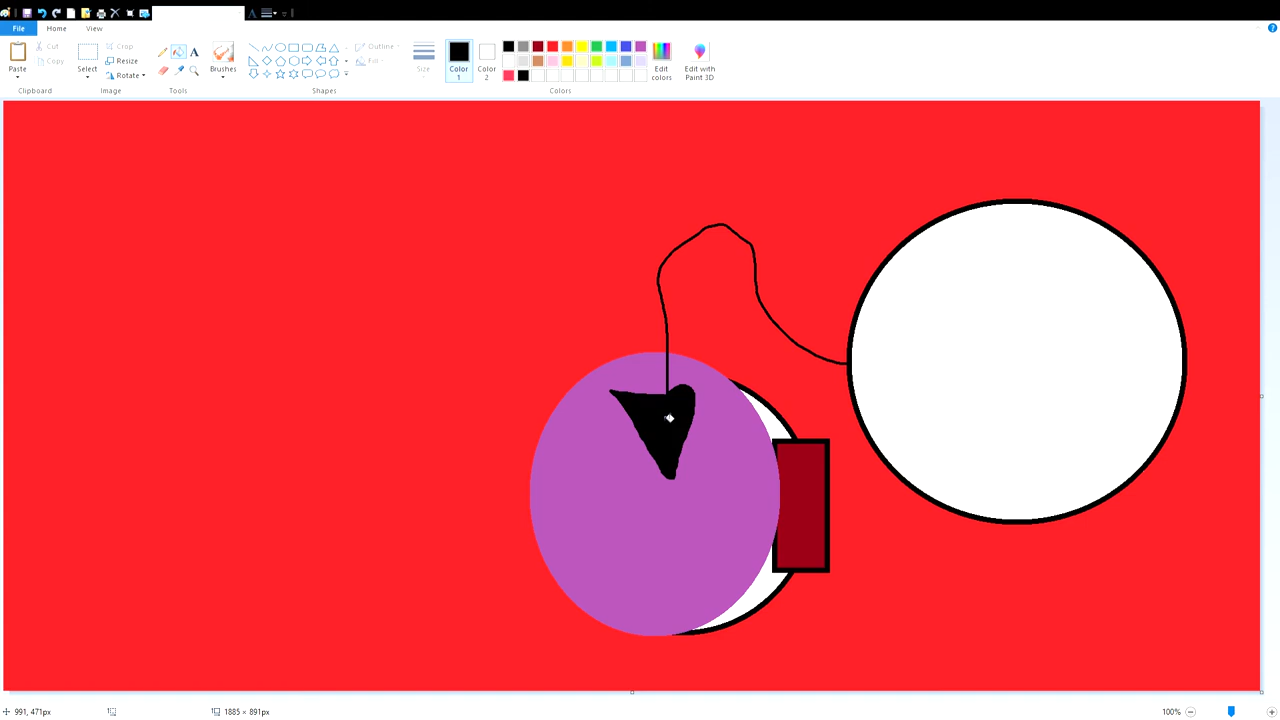 File Home View
Paste Cut Copy Select Crop Resize Rotate A Brushes Outline Fill Size Color 1 Color 2 Edit colors Edit with Paint 3D
Clipboard Image Tools Shapes Colors
991, 471px 1885 × 891px 100%